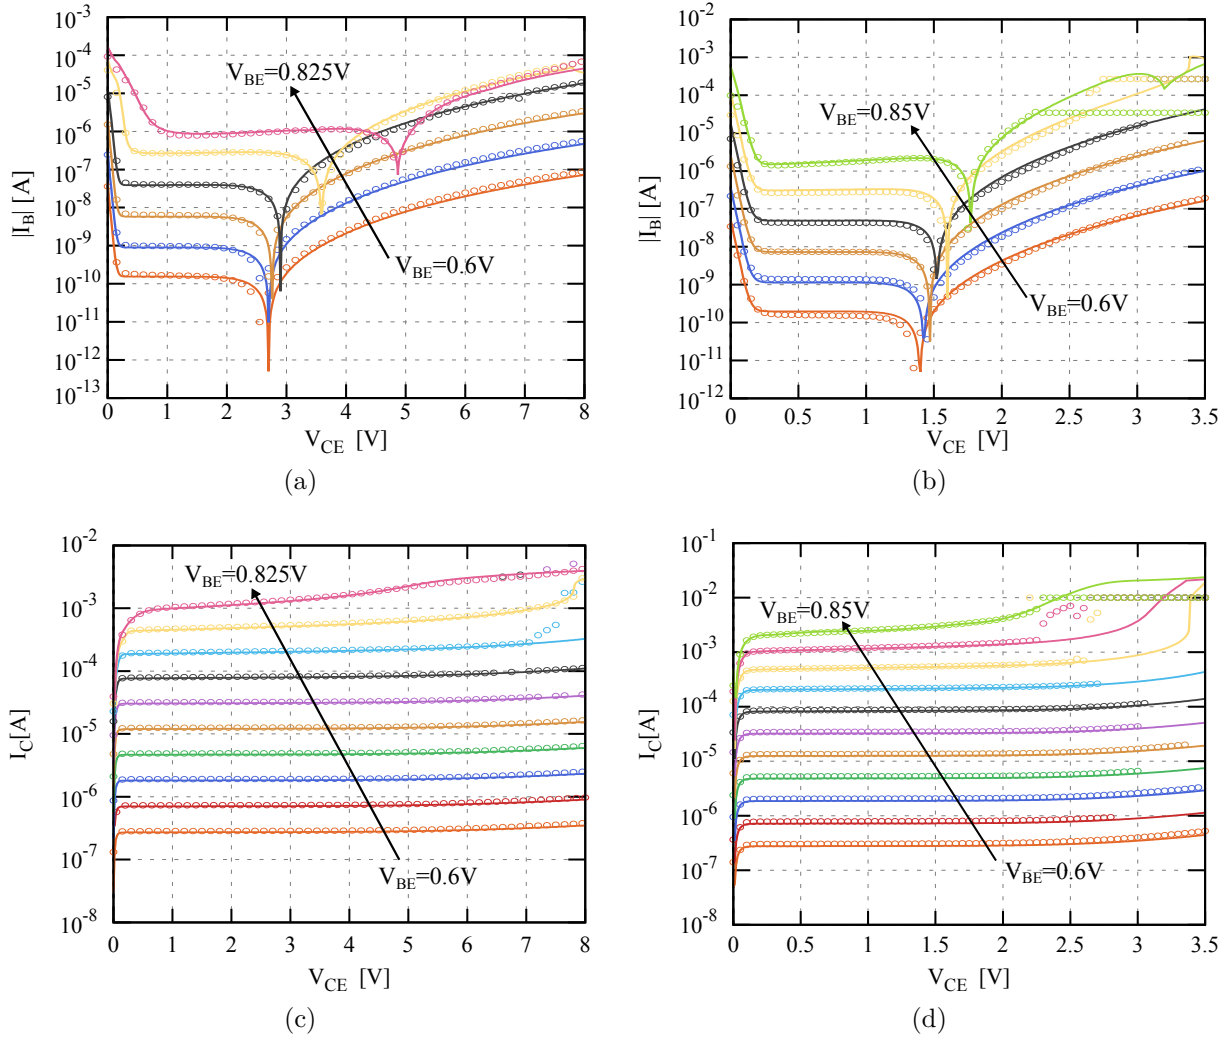 10^-3
10^-4
10^-5
10^-6
10^-7
10^-8
10^-9
10^-10
10^-11
10^-12
10^-13
|I_B| [A]
V_BE=0.825V
V_BE=0.6V
0 1 2 3 4 5 6 7 8
V_CE [V]
(a)
10^-2
10^-3
10^-4
10^-5
10^-6
10^-7
10^-8
10^-9
10^-10
10^-11
10^-12
|I_B| [A]
V_BE=0.85V
V_BE=0.6V
0 0.5 1 1.5 2 2.5 3 3.5
V_CE [V]
(b)
10^-2
10^-3
10^-4
10^-5
10^-6
10^-7
10^-8
I_C[A]
V_BE=0.825V
V_BE=0.6V
0 1 2 3 4 5 6 7 8
V_CE [V]
(c)
10^-1
10^-2
10^-3
10^-4
10^-5
10^-6
10^-7
10^-8
I_C[A]
V_BE=0.85V
V_BE=0.6V
0 0.5 1 1.5 2 2.5 3 3.5
V_CE [V]
(d)